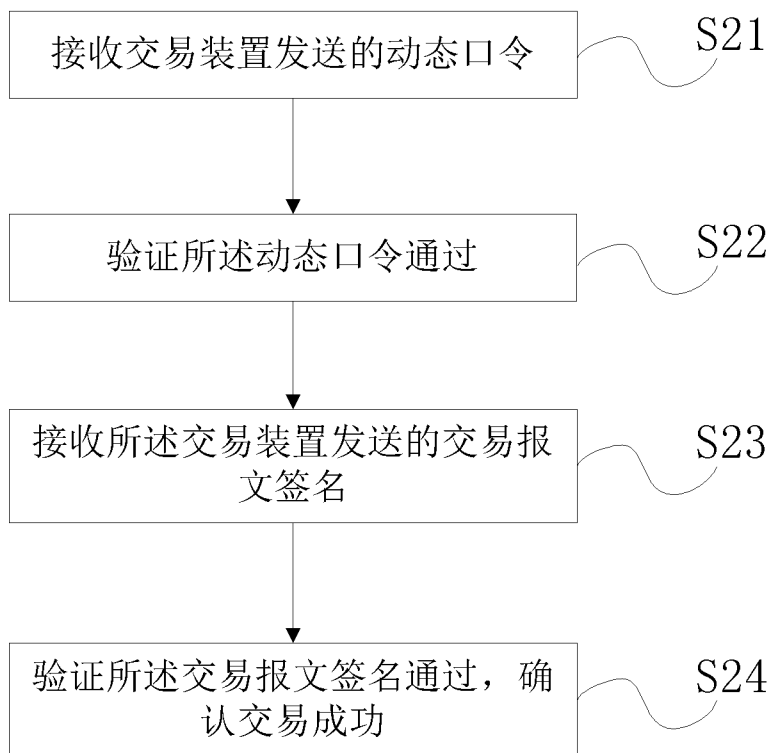 接收交易装置发送的动态口令
S21
验证所述动态口令通过
S22
接收所述交易装置发送的交易报
文签名
S23
验证所述交易报文签名通过，确
认交易成功
S24